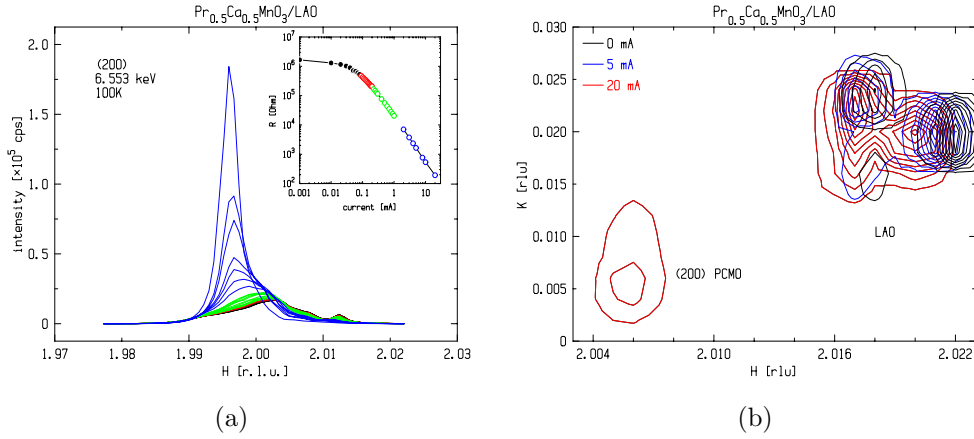 Pr0.5Ca0.5MnO3/LAO
2.0
1.5
1.0
0.5
0
intensity [×10^5 cps]
(200)
6.553 keV
100K
10^6
10^5
10^4
10^3
10^2
R [Ohm]
0.001
0.01
0.1
1
10
current [mA]
1.97
1.98
1.99
2.00
2.01
2.02
2.03
H [r.l.u.]
(a)
Pr0.5Ca0.5MnO3/LAO
0.030
0.025
0.020
0.015
0.010
0.005
0
K [rlu]
0 mA
5 mA
20 mA
LAO
(200) PCMO
2.004
2.010
2.016
2.022
H [rlu]
(b)